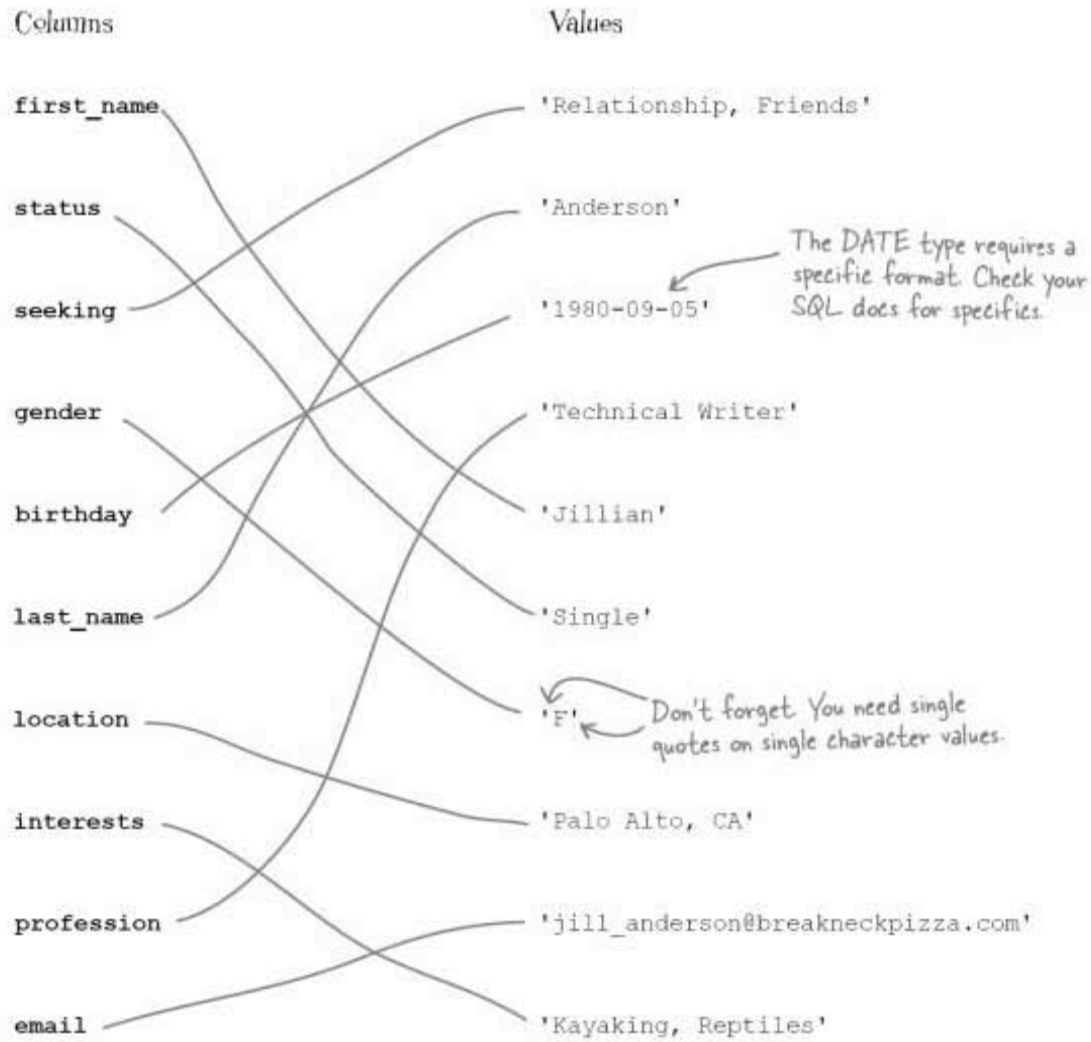 Columns Values
first_name 'Relationship, Friends'
status 'Anderson'
The DATE type requires a
specific format. Check your
SQL docs for specifics.
seeking '1980-09-05'
gender 'Technical Writer'
birthday 'Jillian'
last_name 'Single'
location 'F'
Don't forget. You need single
quotes on single character values.
interests 'Palo Alto, CA'
profession 'jill_anderson@breakneckpizza.com'
email 'Kayaking, Reptiles'